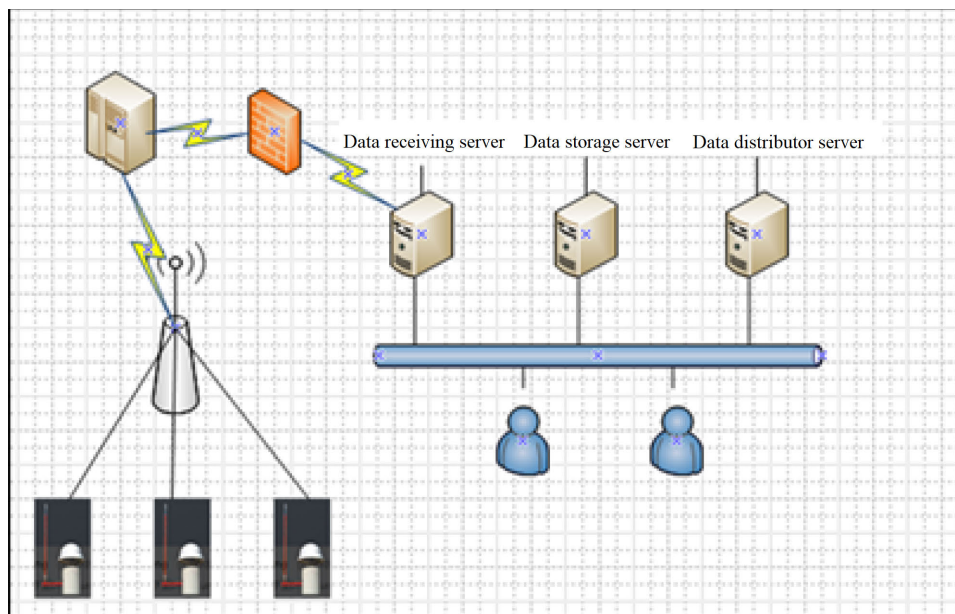 Data receiving server
Data storage server
Data distributor server